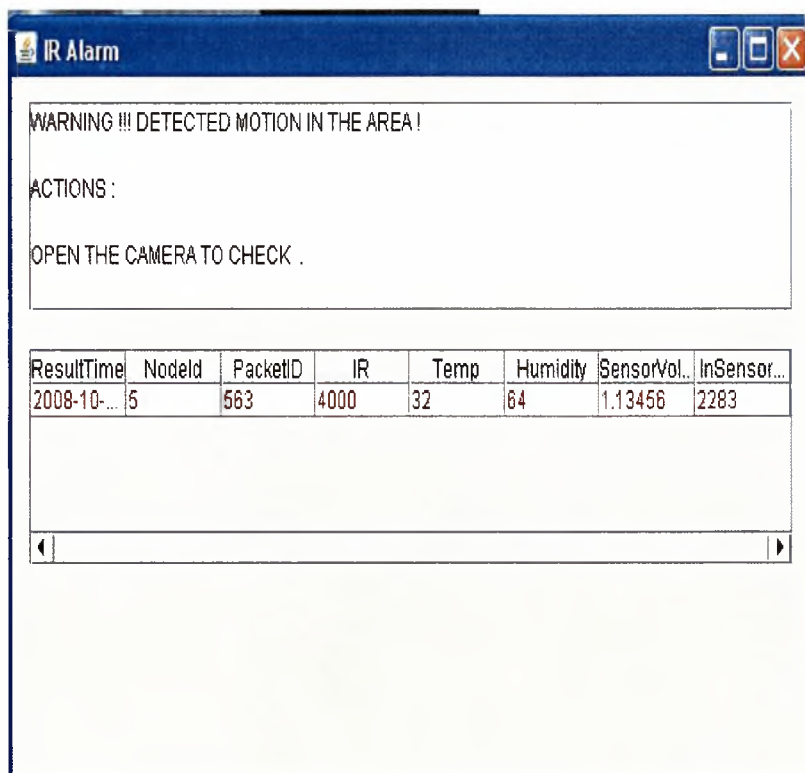 IR Alarm
WARNING !!! DETECTED MOTION IN THE AREA !
ACTIONS :
OPEN THE CAMERA TO CHECK .
ResultTime NodeId PacketID IR Temp Humidity SensorVol... InSensor...
2008-10-... 5 563 4000 32 64 1.13456 2283